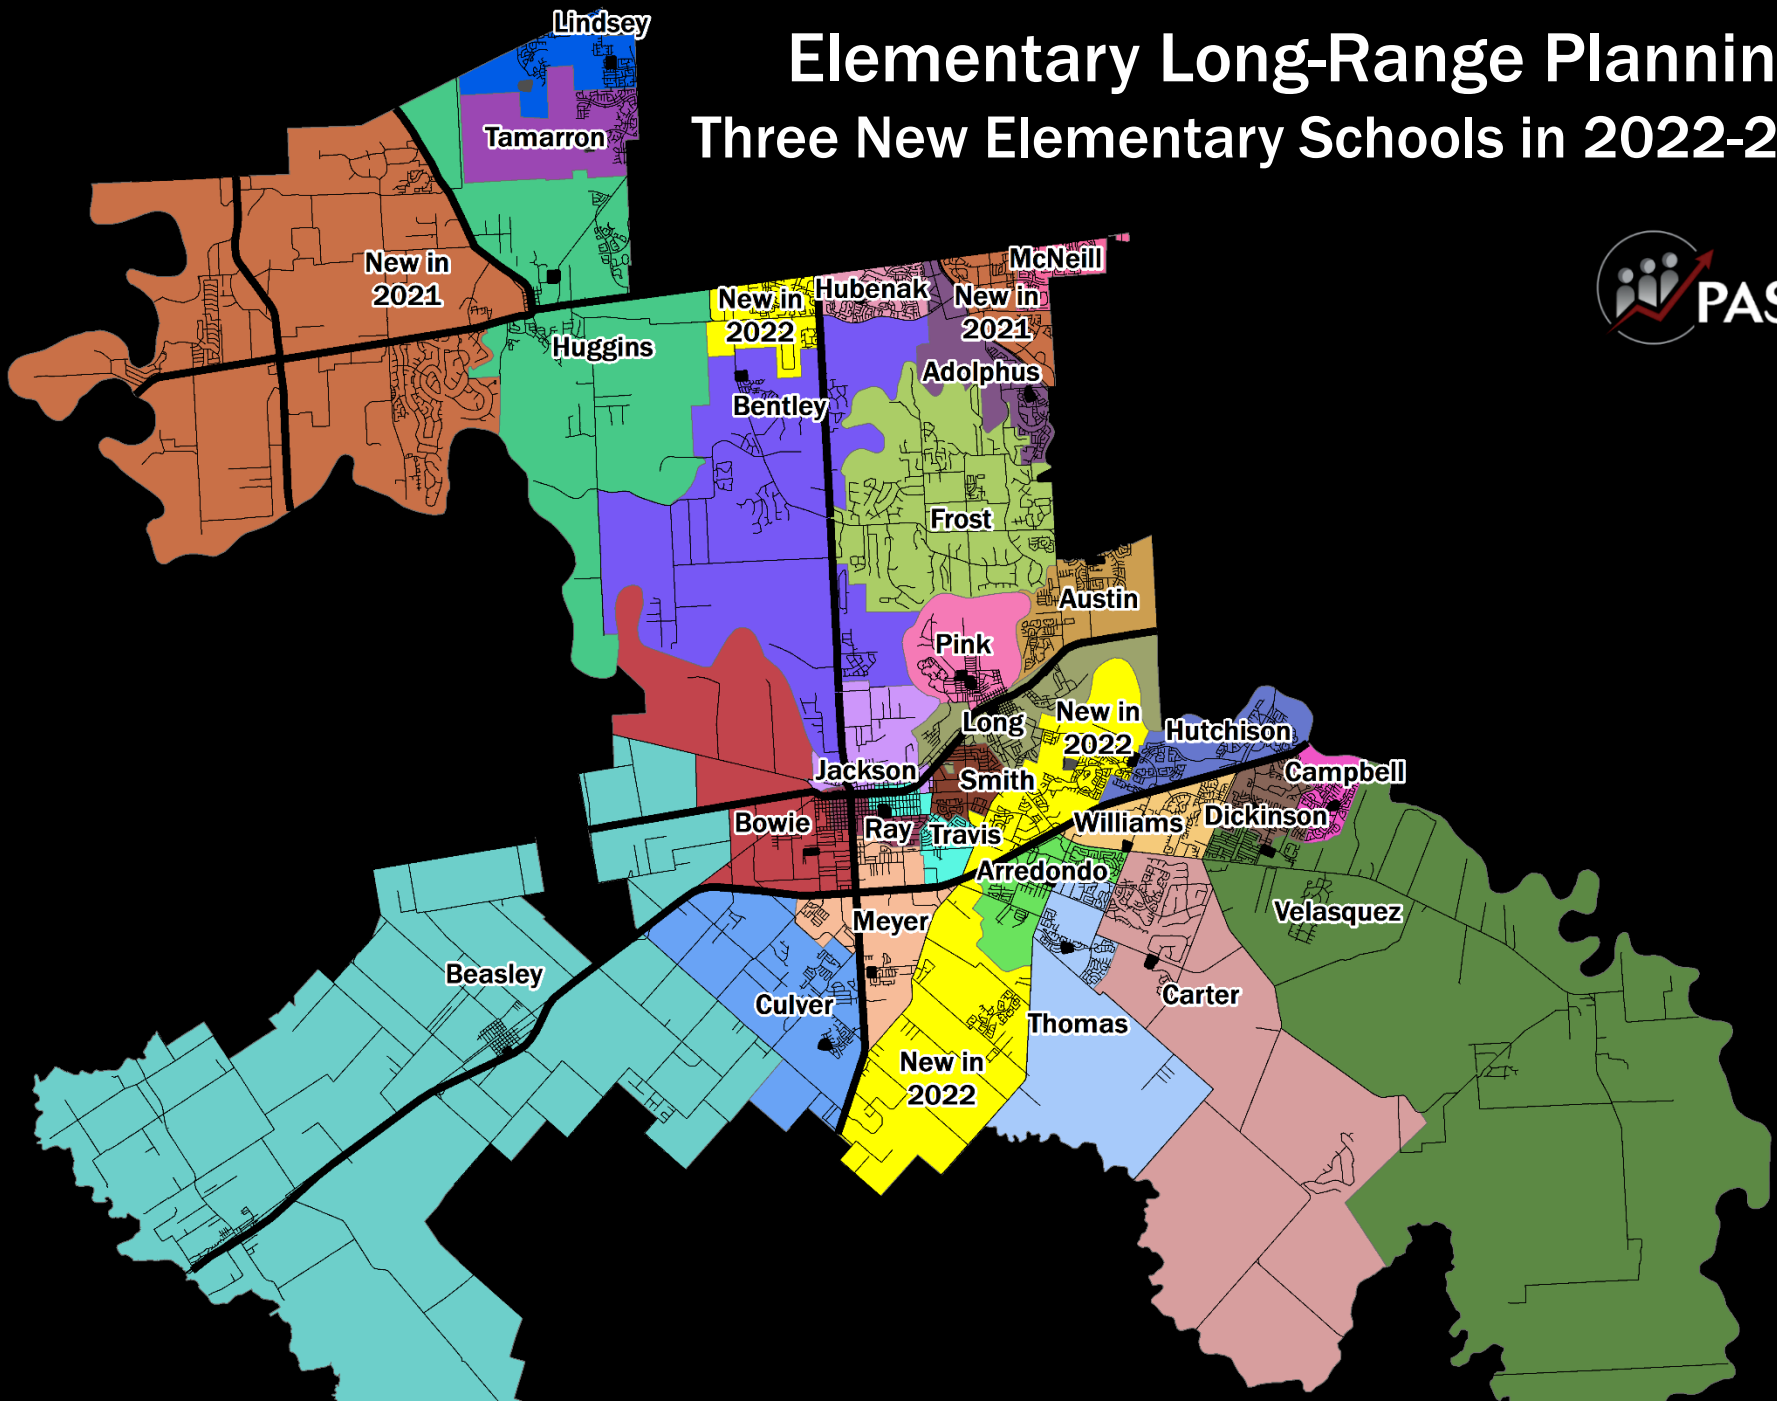 Elementary Long-Range Plannin
Three New Elementary Schools in 2022-2
PAS
Lindsey
Tamarron
New in
2021
McNeill
Hubenak
New in
2022
New in
2021
Huggins
Adolphus
Bentley
Frost
Austin
Pink
Long
New in
2022
Hutchison
Jackson
Smith
Campbell
Bowie
Ray
Travis
Williams
Dickinson
Arredondo
Meyer
Velasquez
Beasley
Culver
Carter
Thomas
New in
2022